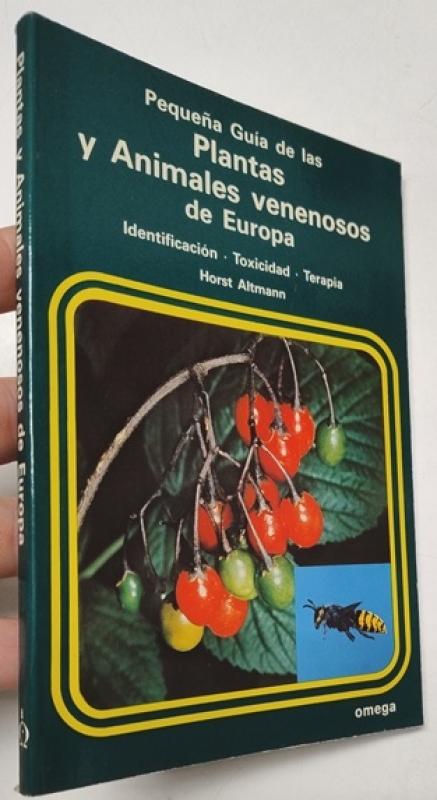 Pequeña Guía de las
Plantas
y Animales venenosos
de Europa
Identificación · Toxicidad · Terapia
Horst Altmann
omega
Plantas y Animales venenosos de Europa
Ω